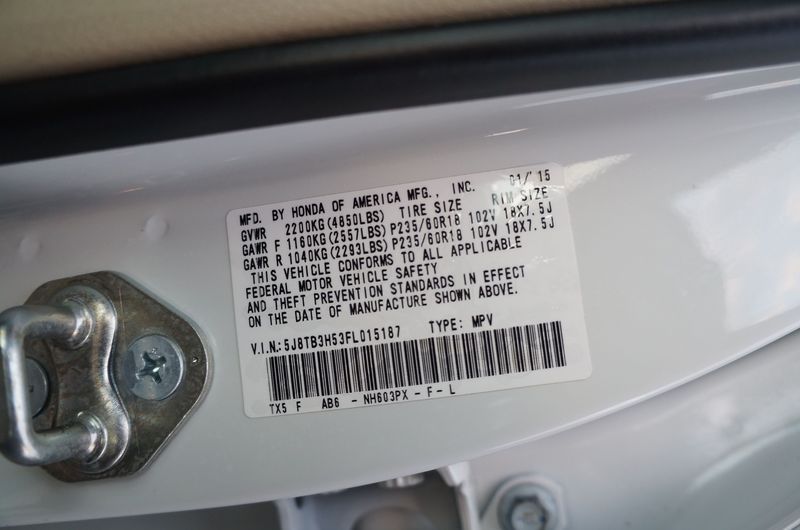 MFD. BY HONDA OF AMERICA MFG., INC. 01/15
GVWR 2200KG(4850LBS) TIRE SIZE RIM SIZE
GAWR F 1160KG(2557LBS) P235/60R18 102V 18X7.5J
GAWR R 1040KG(2293LBS) P235/60R18 102V 18X7.5J
THIS VEHICLE CONFORMS TO ALL APPLICABLE
FEDERAL MOTOR VEHICLE SAFETY
AND THEFT PREVENTION STANDARDS IN EFFECT
ON THE DATE OF MANUFACTURE SHOWN ABOVE.
V.I.N.:5J8TB3H53FL015187 TYPE: MPV
TX5 F AB6 - NH603PX - F - L